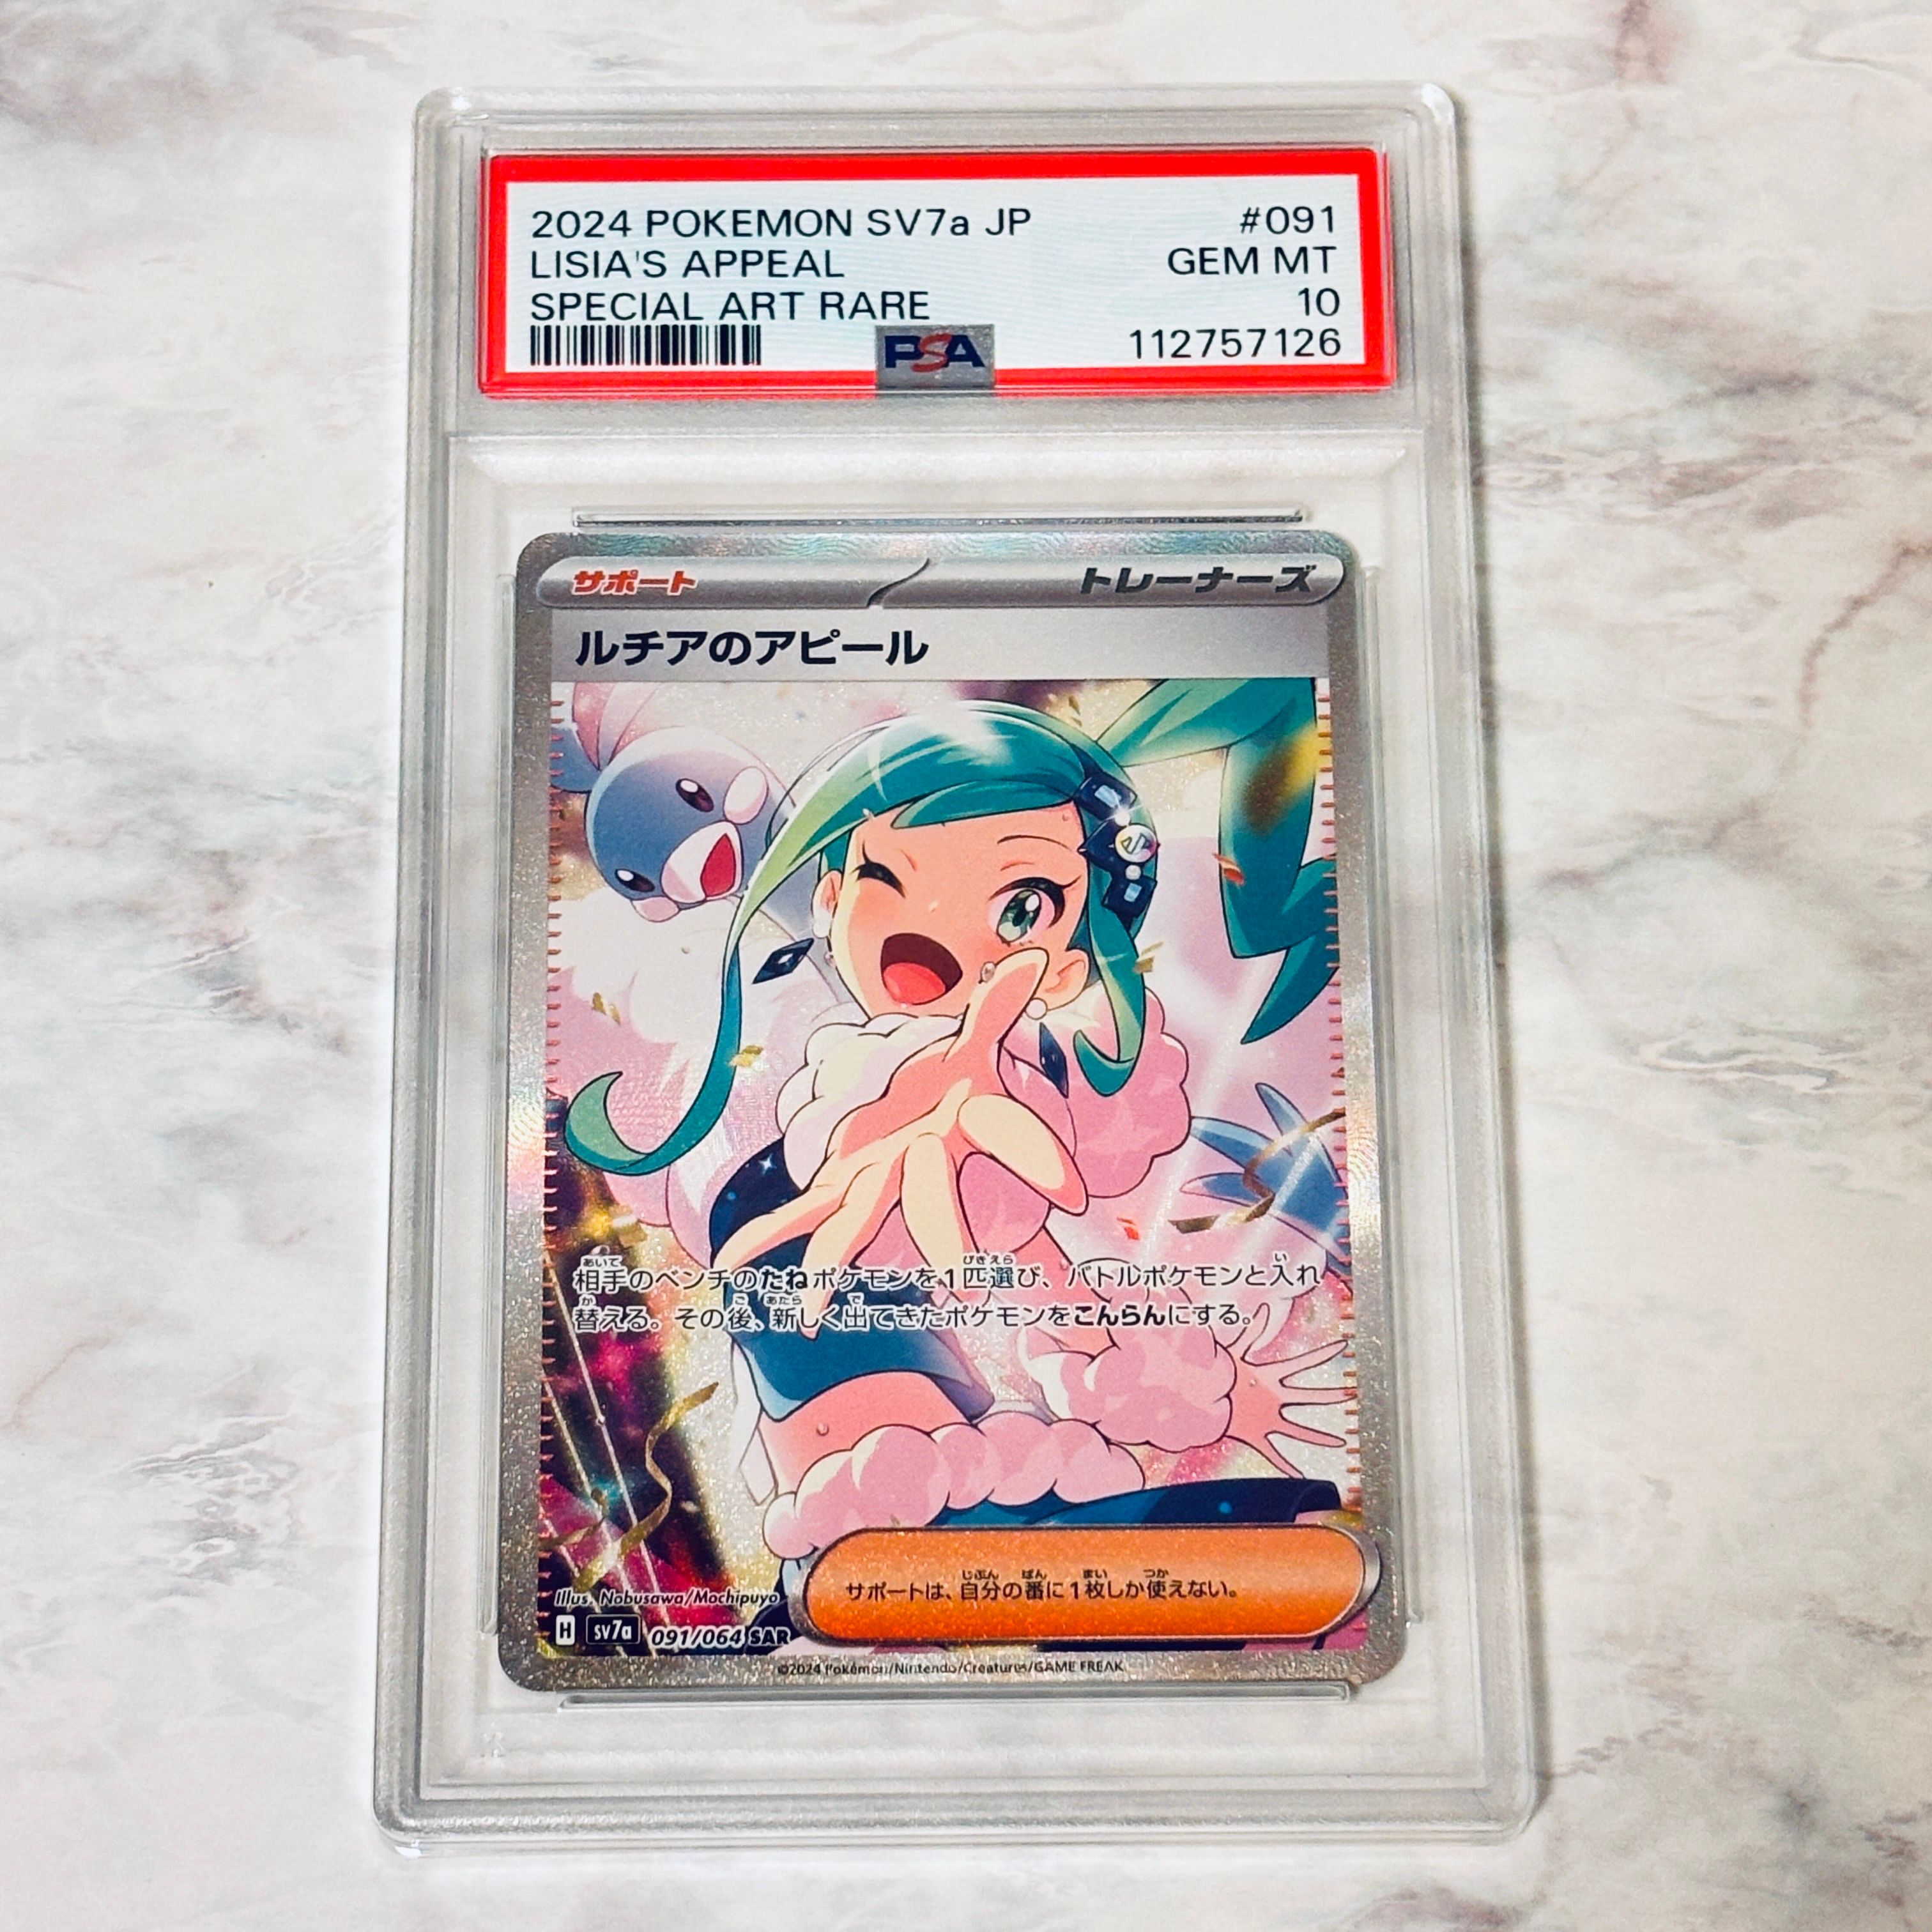 2024 POKEMON SV7a JP #091
LISIA'S APPEAL GEM MT
SPECIAL ART RARE 10
PSA 112757126
サポート トレーナーズ
ルチアのアピール
相手のベンチのたねポケモンを1匹選び、バトルポケモンと入れ
替える。その後、新しく出てきたポケモンをこんらんにする。
サポートは、自分の番に1枚しか使えない。
Illus. Nobusawa/Mochipuyo
H sv7a 091/064 SAR
©2024 Pokémon/Nintendo/Creatures/GAME FREAK